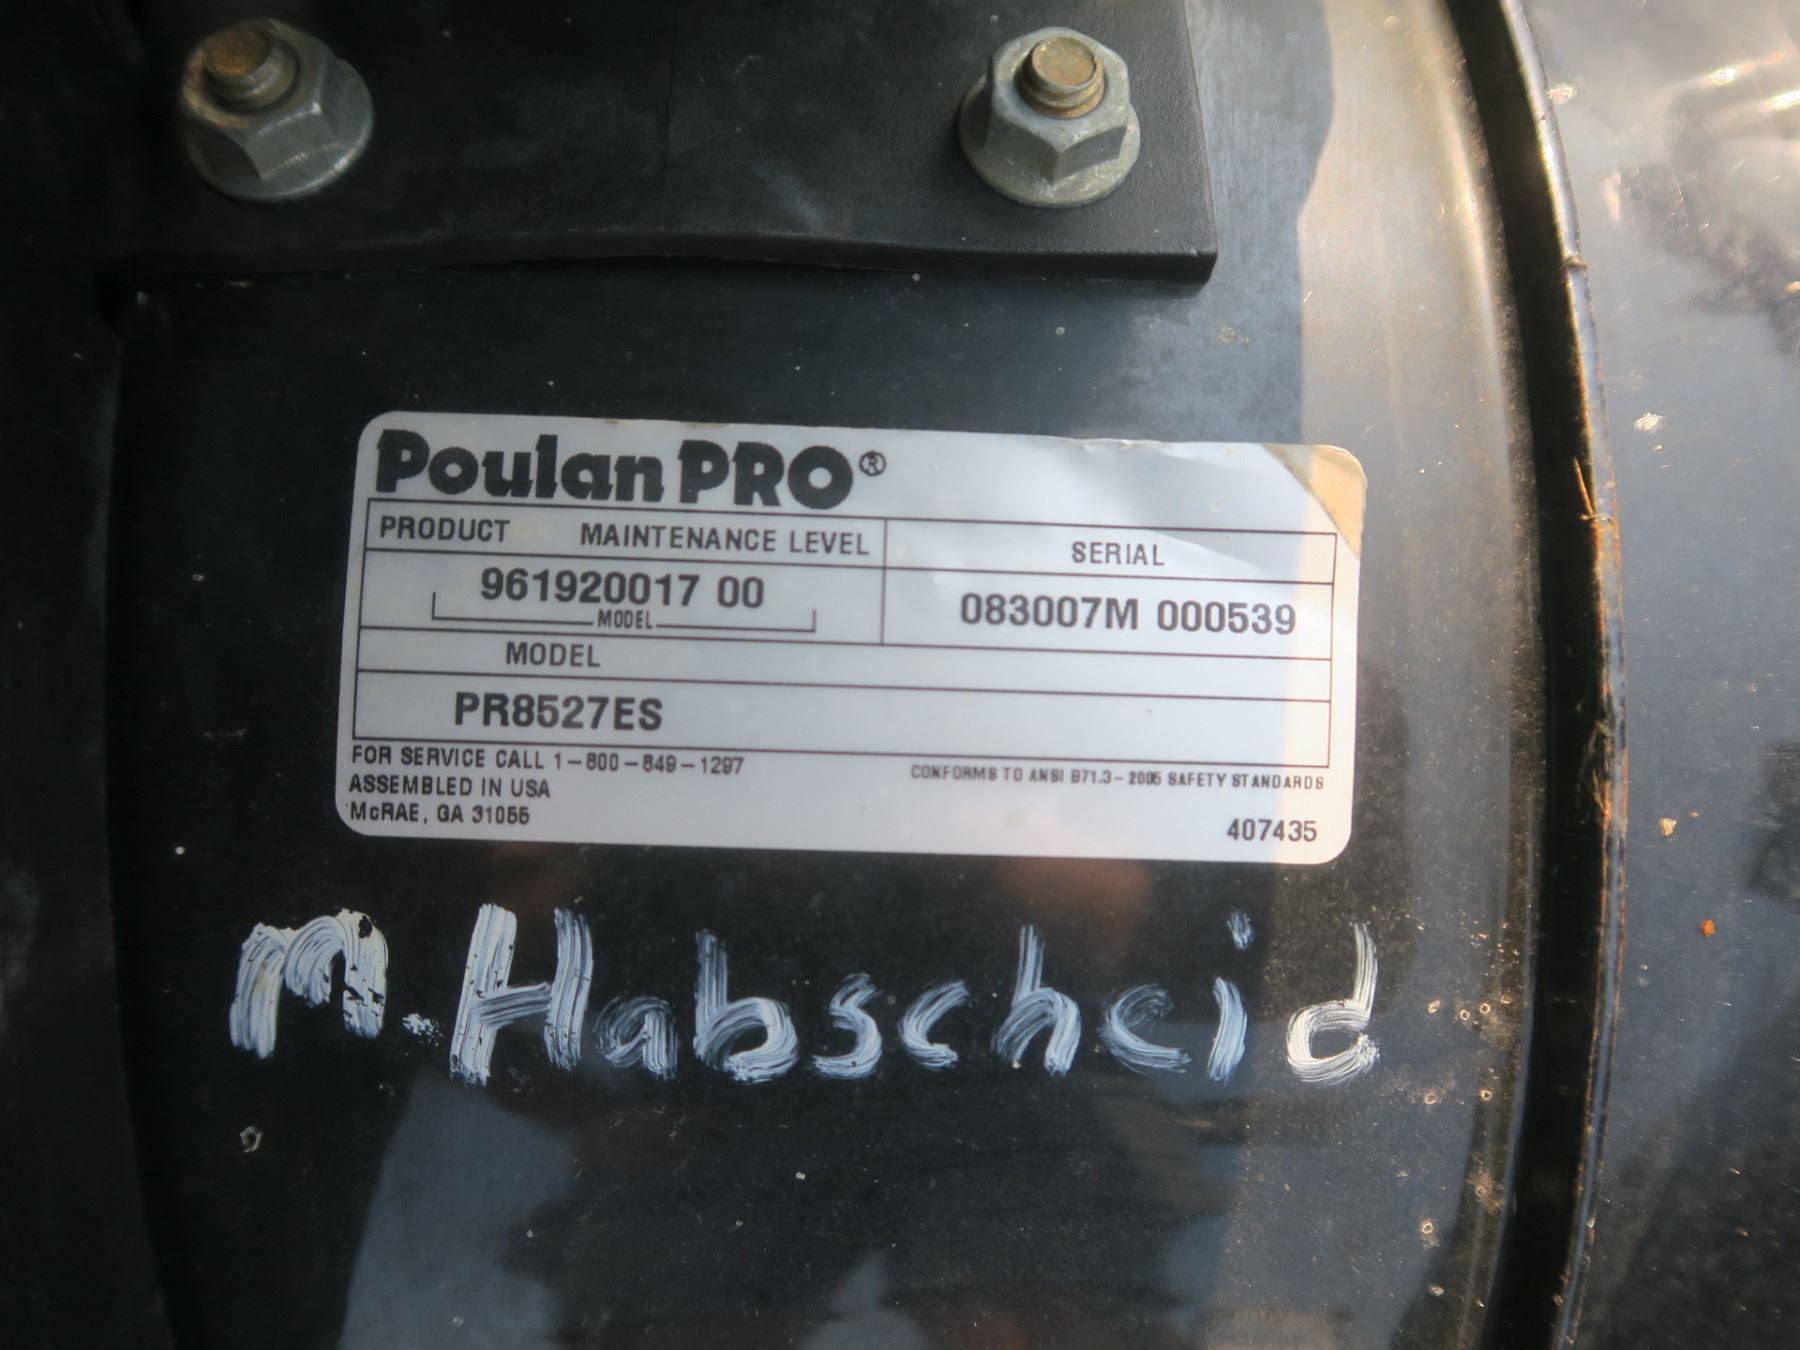 Poulan PRO®
PRODUCT MAINTENANCE LEVEL SERIAL
961920017 00 083007M 000539
MODEL
MODEL
PR8527ES
FOR SERVICE CALL 1-800-849-1297 CONFORMS TO ANSI B71.3-2005 SAFETY STANDARDS
ASSEMBLED IN USA
McRAE, GA 31055 407435
M. Habscheid